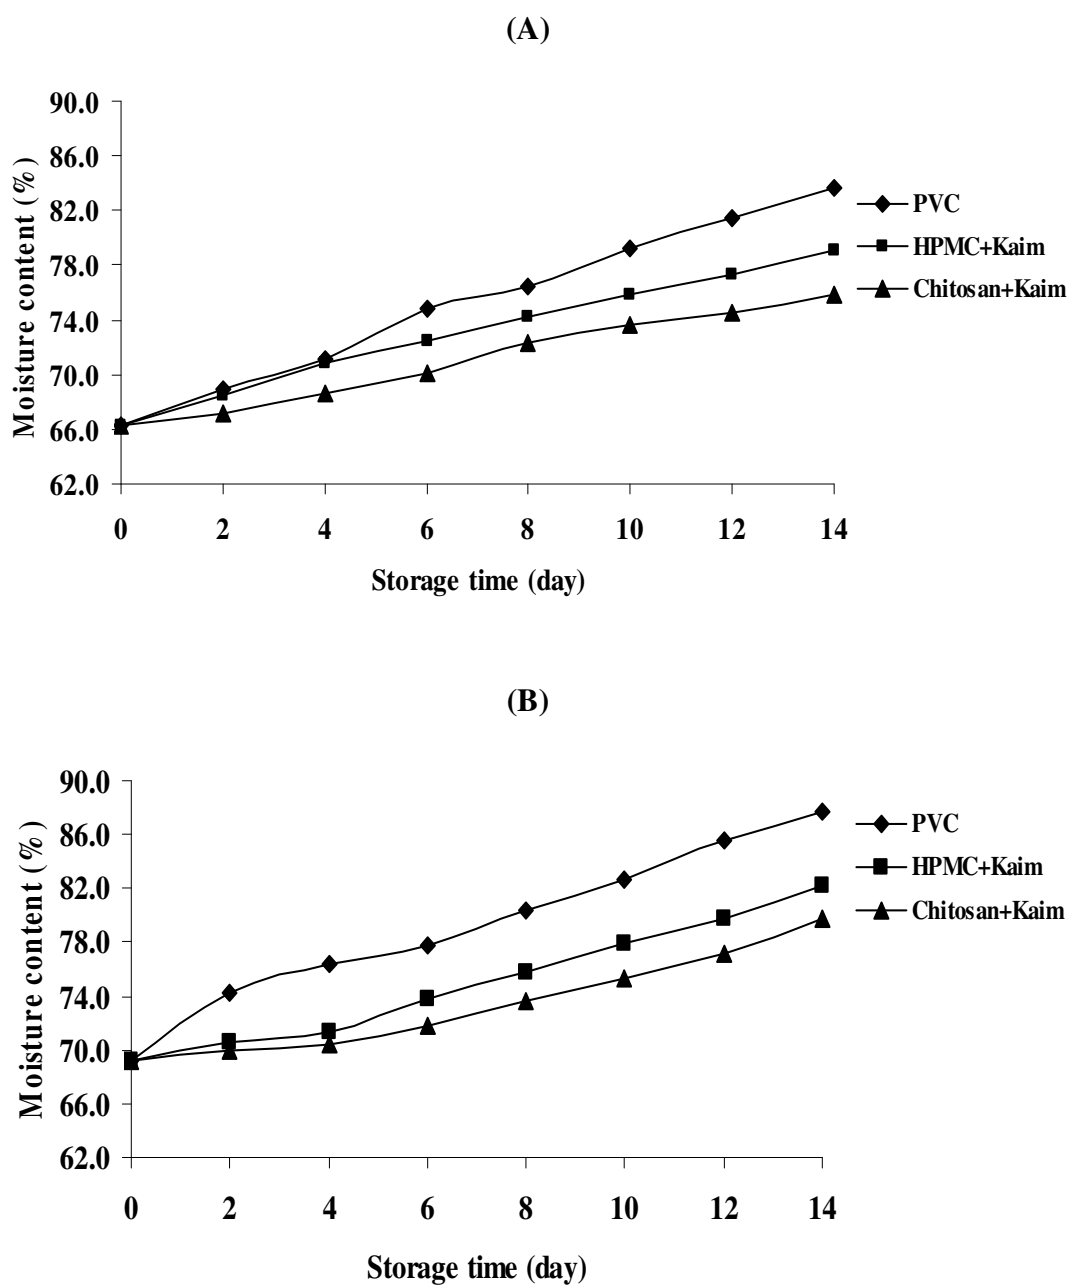 (A)
90.0
86.0
82.0
78.0
74.0
70.0
66.0
62.0
Moisture content (%)
0 2 4 6 8 10 12 14
Storage time (day)
PVC
HPMC+Kaim
Chitosan+Kaim
(B)
90.0
86.0
82.0
78.0
74.0
70.0
66.0
62.0
Moisture content (%)
0 2 4 6 8 10 12 14
Storage time (day)
PVC
HPMC+Kaim
Chitosan+Kaim